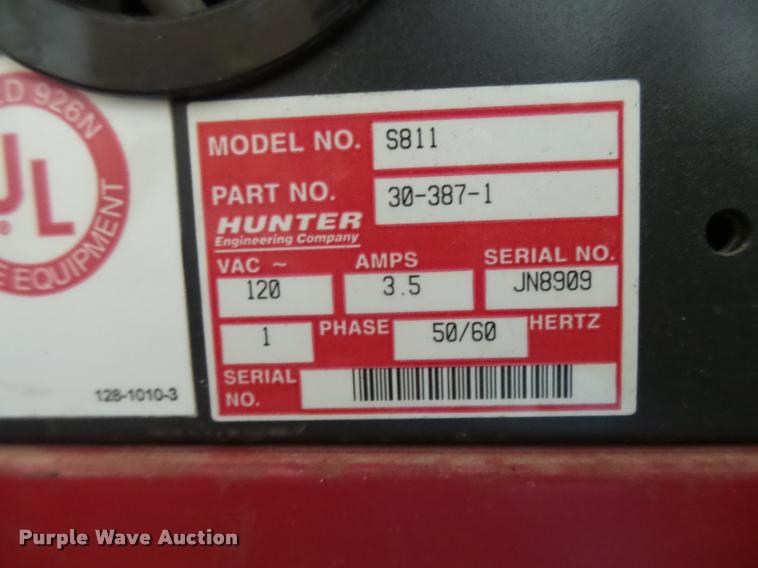 LD 926N
UL
®
E EQUIPMENT
128-1010-3
MODEL NO. S811
PART NO. 30-387-1
HUNTER
Engineering Company
VAC ~ AMPS SERIAL NO.
120 3.5 JN8909
1 PHASE 50/60 HERTZ
SERIAL
NO.
Purple Wave Auction